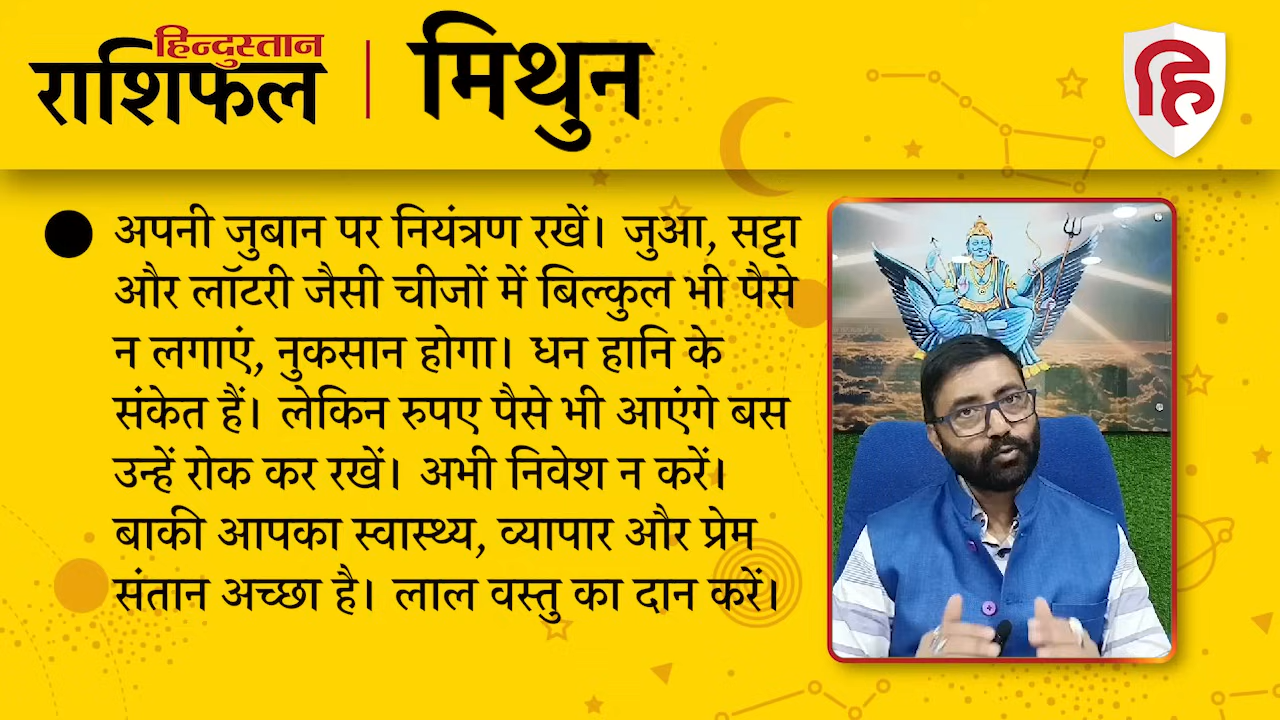 हिन्दुस्तान
राशिफल
मिथुन
हि
अपनी जुबान पर नियंत्रण रखें। जुआ, सट्टा
और लॉटरी जैसी चीजों में बिल्कुल भी पैसे
न लगाएं, नुकसान होगा। धन हानि के
संकेत हैं। लेकिन रुपए पैसे भी आएंगे बस
उन्हें रोक कर रखें। अभी निवेश न करें।
बाकी आपका स्वास्थ्य, व्यापार और प्रेम
संतान अच्छा है। लाल वस्तु का दान करें।